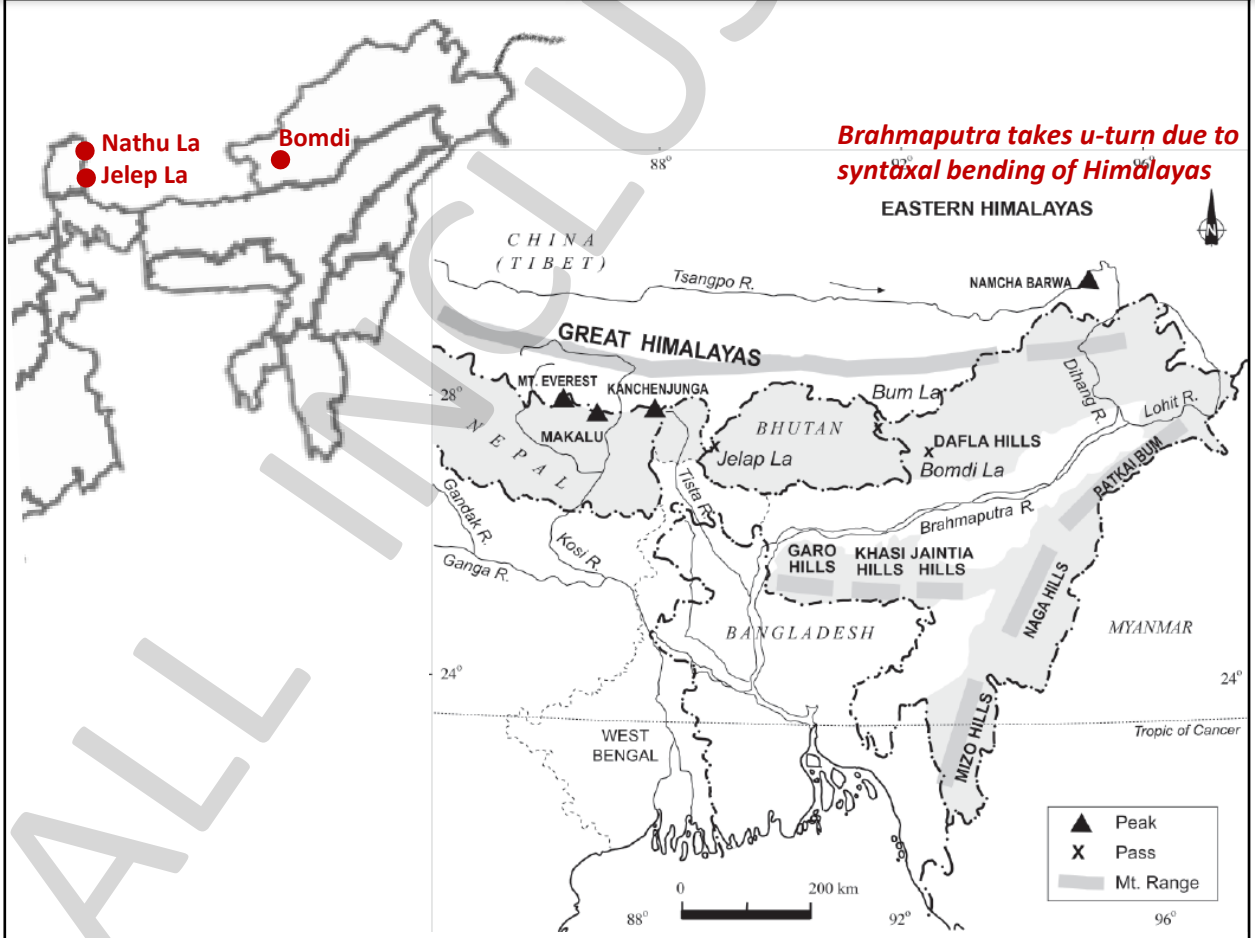 ALL INCLUS
Nathu La
Jelep La
Bomdi
Brahmaputra takes u-turn due to
syntaxal bending of Himalayas
88°
92°
96°
EASTERN HIMALAYAS
N
CHINA
(TIBET)
Tsangpo R.
NAMCHA BARWA
GREAT HIMALAYAS
MT. EVEREST
KANCHENJUNGA
28°
MAKALU
NEPAL
BHUTAN
Bum La
Jelap La
DAFLA HILLS
Bomdi La
Dihang R.
Lohit R.
PATKAI BUM
Tista R.
Gandak R.
Kosi R.
Ganga R.
Brahmaputra R.
GARO
HILLS
KHASI
HILLS
JAINTIA
HILLS
NAGA HILLS
BANGLADESH
MYANMAR
24°
24°
MIZO HILLS
WEST
BENGAL
Tropic of Cancer
Peak
X Pass
Mt. Range
0 200 km
88°
92°
96°